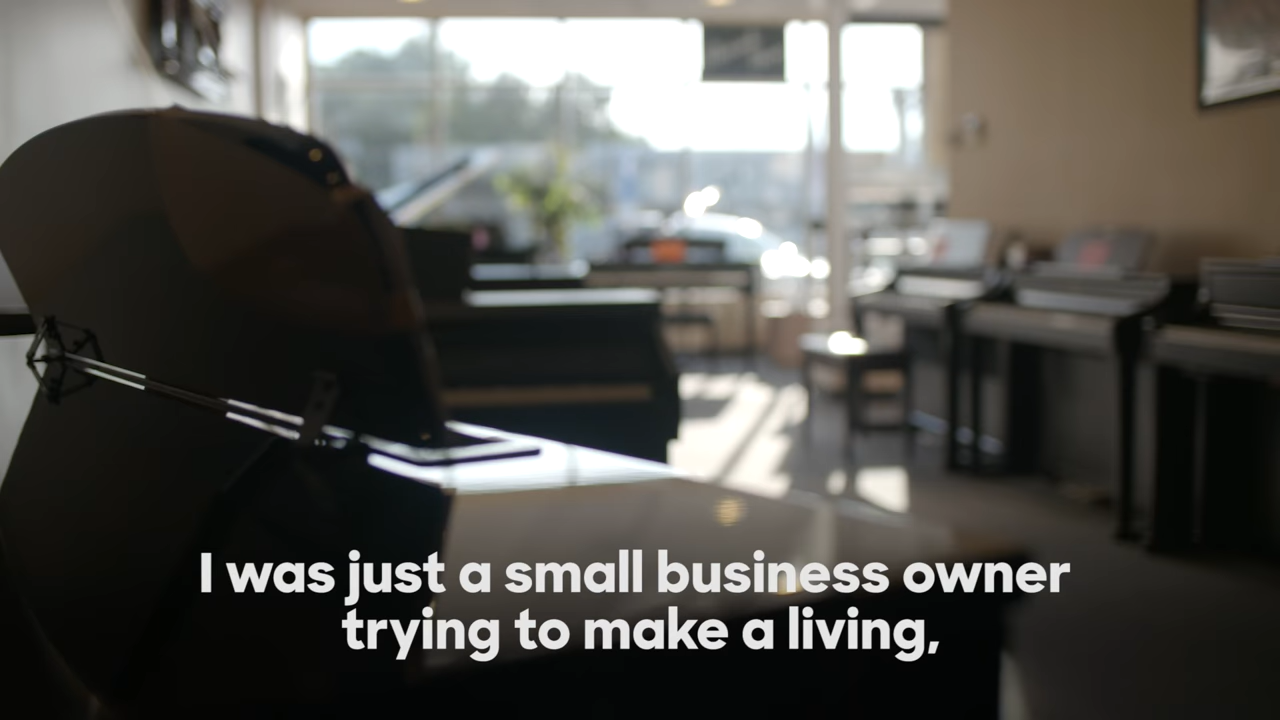 I was just a small business owner
trying to make a living,